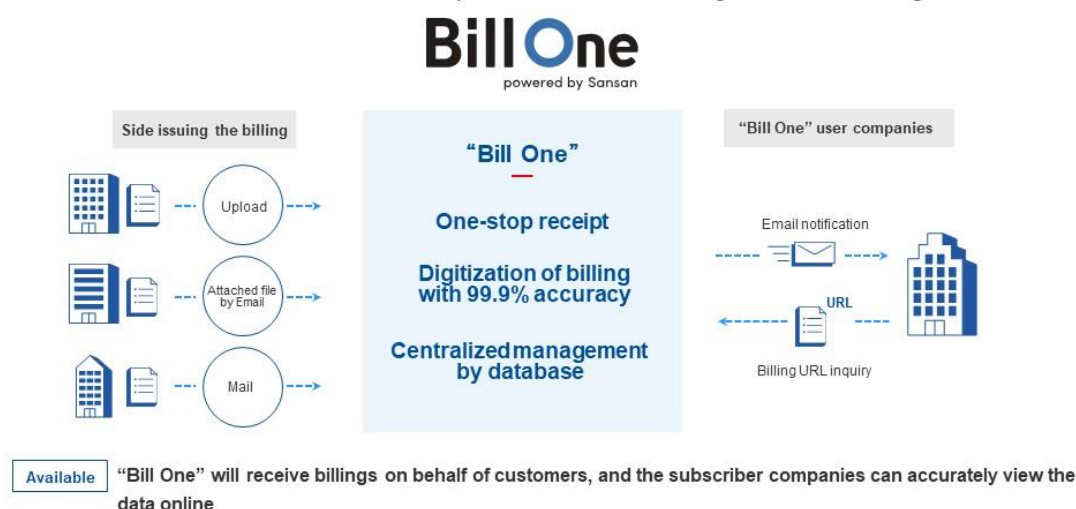 Bill One
powered by Sansan
Side issuing the billing
“Bill One” user companies
“Bill One”
One-stop receipt
Digitization of billing
with 99.9% accuracy
Centralized management
by database
Upload
Attached file
by Email
Mail
Email notification
URL
Billing URL inquiry
Available
“Bill One” will receive billings on behalf of customers, and the subscriber companies can accurately view the
data online